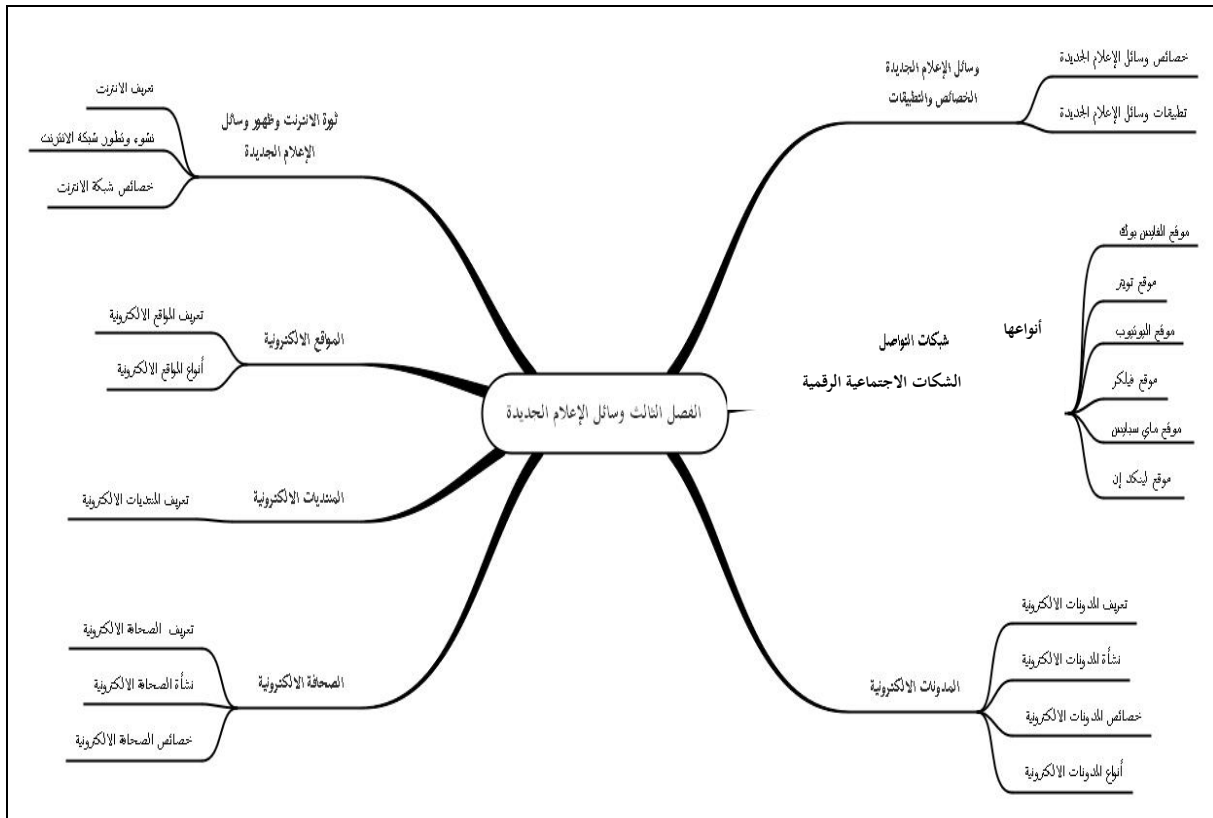 خصائص وسائل الإعلام الجديدة
تطبيقات وسائل الإعلام الجديدة
وسائل الإعلام الجديدة
الخصائص والتطبيقات
تعريف الانترنت
نشوء وتطور شبكة الانترنت
خصائص شبكة الانترنت
ثورة الانترنت وظهور وسائل
الإعلام الجديدة
موقع الفايس بوك
موقع تويتر
موقع اليوتيوب
موقع فيلكر
موقع ماي سبايس
موقع لينكد إن
أنواعها
شبكات التواصل
الشكات الاجتماعية الرقمية
تعريف المواقع الالكترونية
أنواع المواقع الالكترونية
المواقع الالكترونية
الفصل الثالث وسائل الإعلام الجديدة
المنتديات الالكترونية
تعريف المنتديات الالكترونية
تعريف المدونات الالكترونية
نشأة المدونات الالكترونية
خصائص المدونات الالكترونية
أنواع المدونات الالكترونية
المدونات الالكترونية
الصحافة الالكترونية
تعريف الصحافة الالكترونية
نشأة الصحافة الالكترونية
خصائص الصحافة الالكترونية